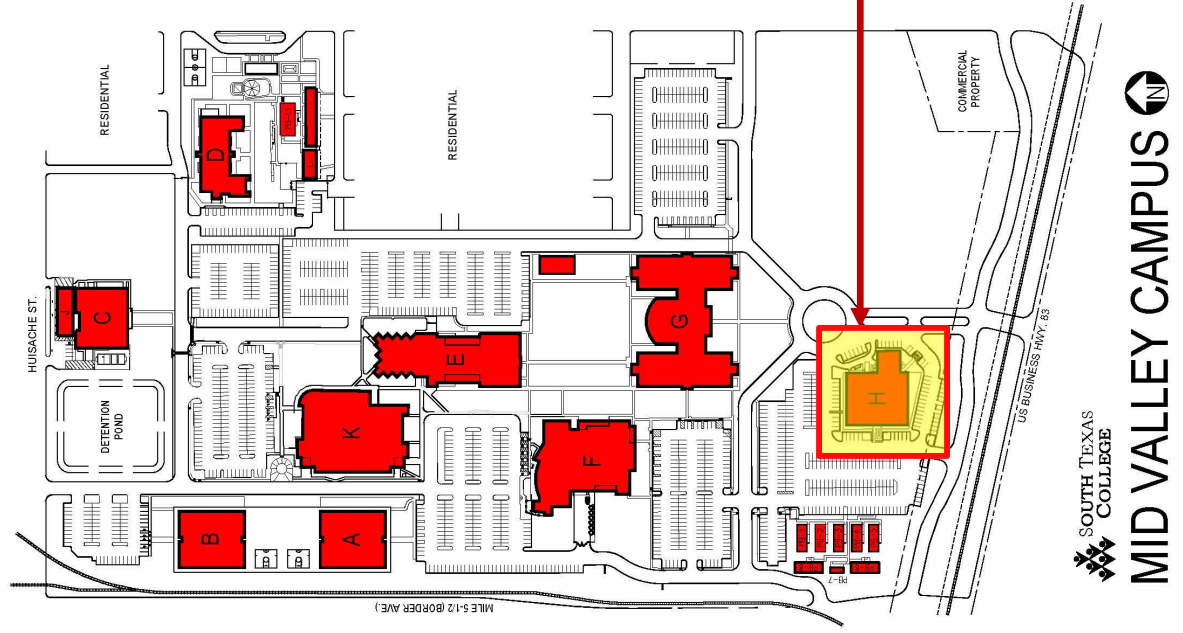 RESIDENTIAL
RESIDENTIAL
COMMERCIAL
PROPERTY
D
HUISACHE ST.
J
C
DETENTION
POND
E
G
K
H
F
B
A
US BUSINESS HWY. 83
PB-7
MILE 5-1/2 (BORDER AVE.)
SOUTH TEXAS
COLLEGE
MID VALLEY CAMPUS
N